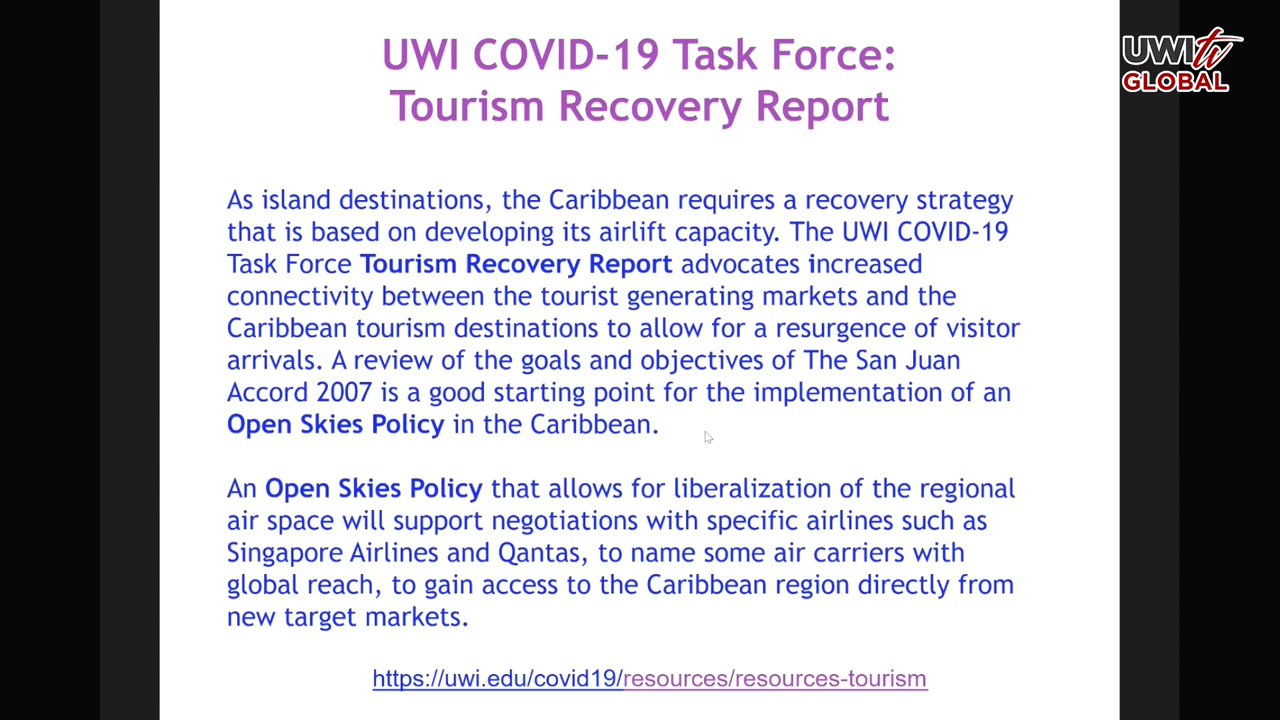 UWI COVID-19 Task Force:
Tourism Recovery Report
UWI tv
GLOBAL
As island destinations, the Caribbean requires a recovery strategy
that is based on developing its airlift capacity. The UWI COVID-19
Task Force Tourism Recovery Report advocates increased
connectivity between the tourist generating markets and the
Caribbean tourism destinations to allow for a resurgence of visitor
arrivals. A review of the goals and objectives of The San Juan
Accord 2007 is a good starting point for the implementation of an
Open Skies Policy in the Caribbean.
An Open Skies Policy that allows for liberalization of the regional
air space will support negotiations with specific airlines such as
Singapore Airlines and Qantas, to name some air carriers with
global reach, to gain access to the Caribbean region directly from
new target markets.
https://uwi.edu/covid19/resources/resources-tourism